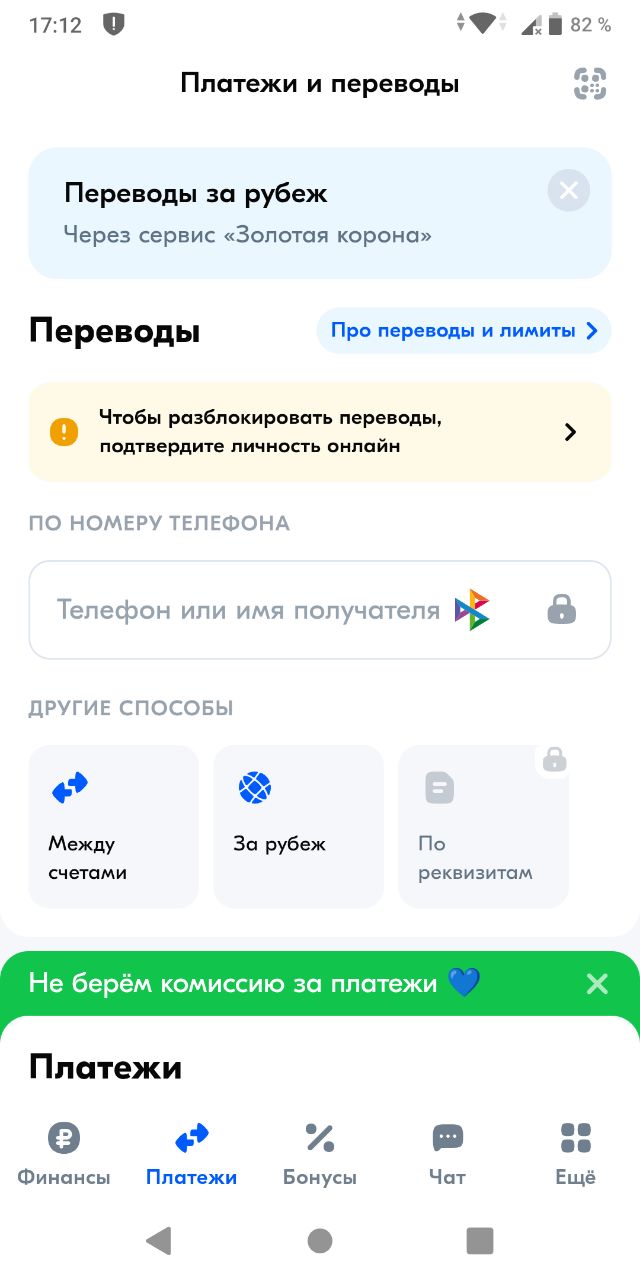 17:12
82 %
Платежи и переводы
Переводы за рубеж
Через сервис «Золотая корона»
Переводы
Про переводы и лимиты
Чтобы разблокировать переводы,
подтвердите личность онлайн
ПО НОМЕРУ ТЕЛЕФОНА
Телефон или имя получателя
ДРУГИЕ СПОСОБЫ
Между
счетами
За рубеж
По
реквизитам
Не берём комиссию за платежи 💙
Платежи
Финансы
Платежи
Бонусы
Чат
Ещё